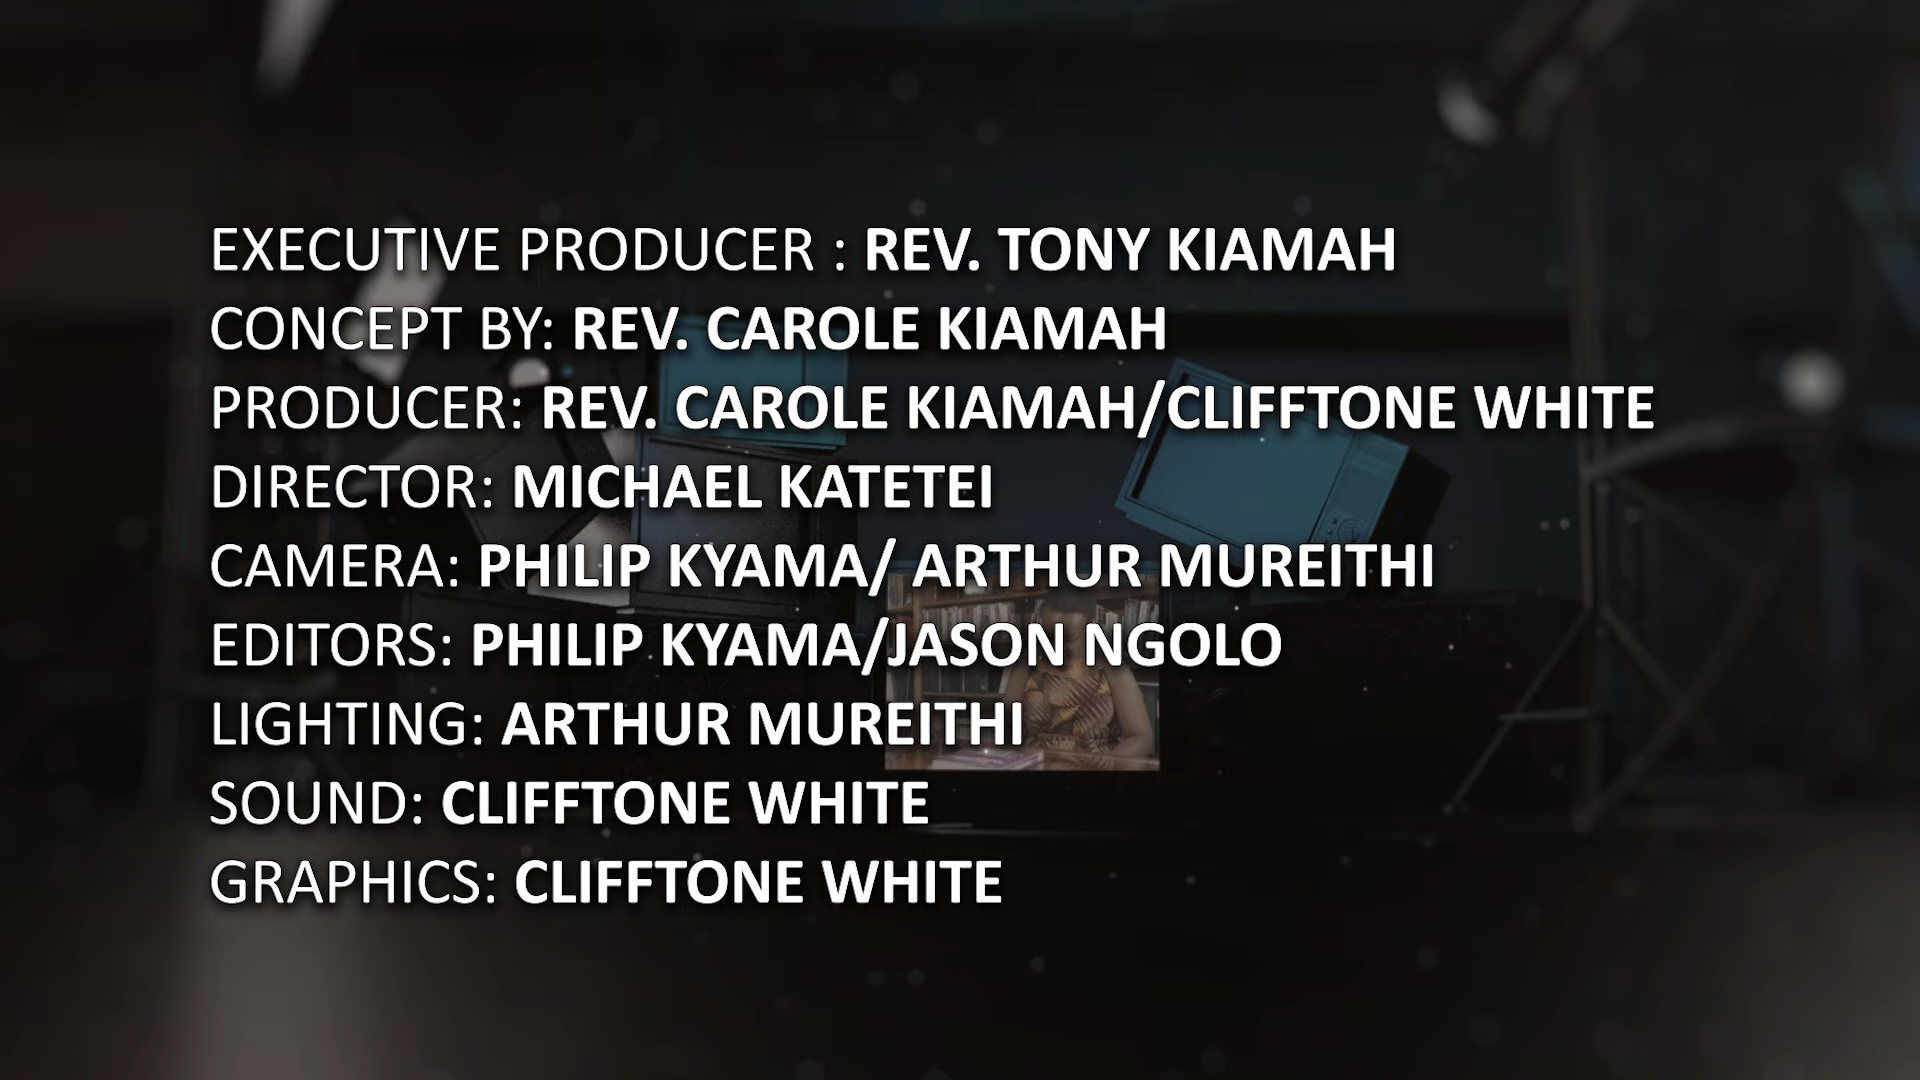 EXECUTIVE PRODUCER : REV. TONY KIAMAH
CONCEPT BY: REV. CAROLE KIAMAH
PRODUCER: REV. CAROLE KIAMAH/CLIFFTONE WHITE
DIRECTOR: MICHAEL KATETEI
CAMERA: PHILIP KYAMA/ ARTHUR MUREITHI
EDITORS: PHILIP KYAMA/JASON NGOLO
LIGHTING: ARTHUR MUREITHI
SOUND: CLIFFTONE WHITE
GRAPHICS: CLIFFTONE WHITE